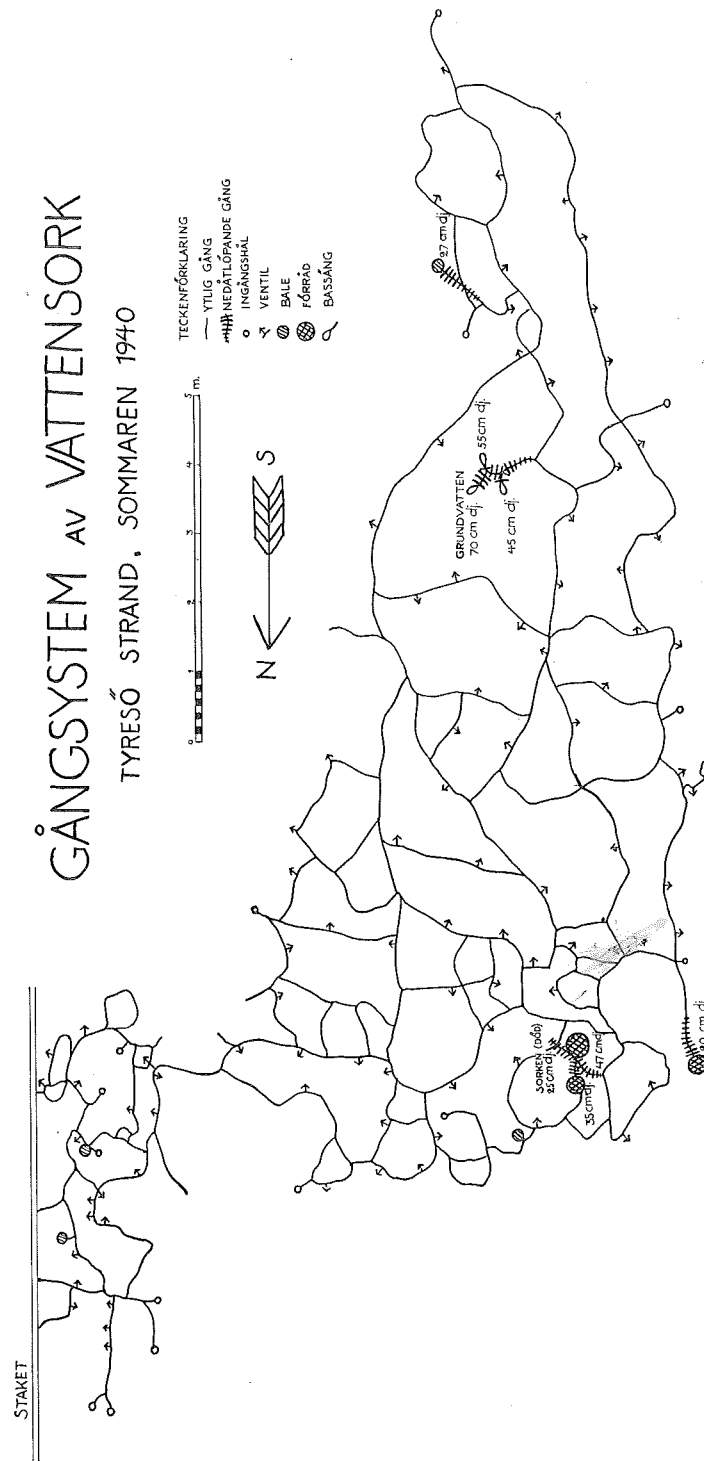 GÅNGSYSTEM AV VATTENSORK
TYRESÖ STRAND, SOMMAREN 1940
0 1 2 3 4 5 m.
N S
TECKENFÖRKLARING
YTLIG GÅNG
NEDÅTLÖPANDE GÅNG
INGÅNGSHÅL
VENTIL
BALE
FÖRRÅD
BASSÄNG
STAKET
27 cm dj.
GRUNDVATTEN
70 cm dj.
55 cm dj.
45 cm dj.
SORKEN (DÖD)
25 cm dj.
35 cm dj.
47 cm dj.
cm dj.